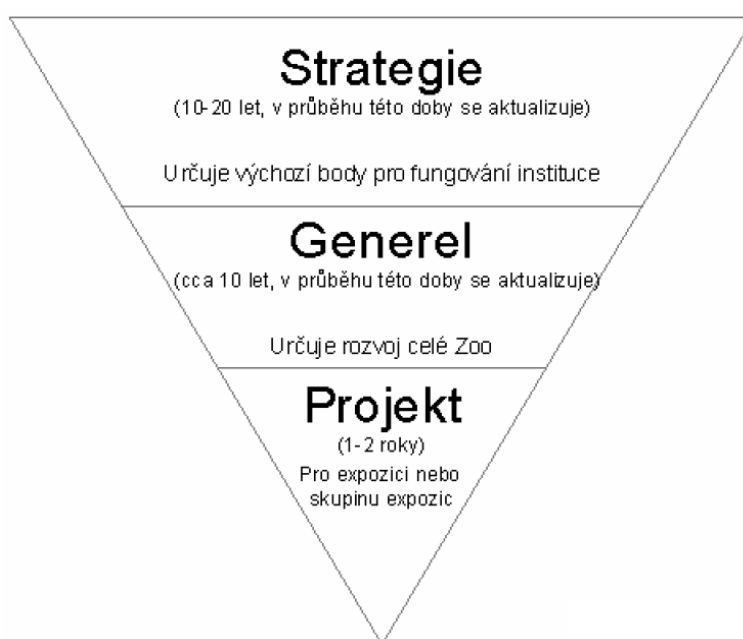 Strategie
(10-20 let, v průběhu této doby se aktualizuje)
Určuje výchozí body pro fungování instituce
Generel
(cca 10 let, v průběhu této doby se aktualizuje)
Určuje rozvoj celé Zoo
Projekt
(1-2 roky)
Pro expozici nebo
skupinu expozic